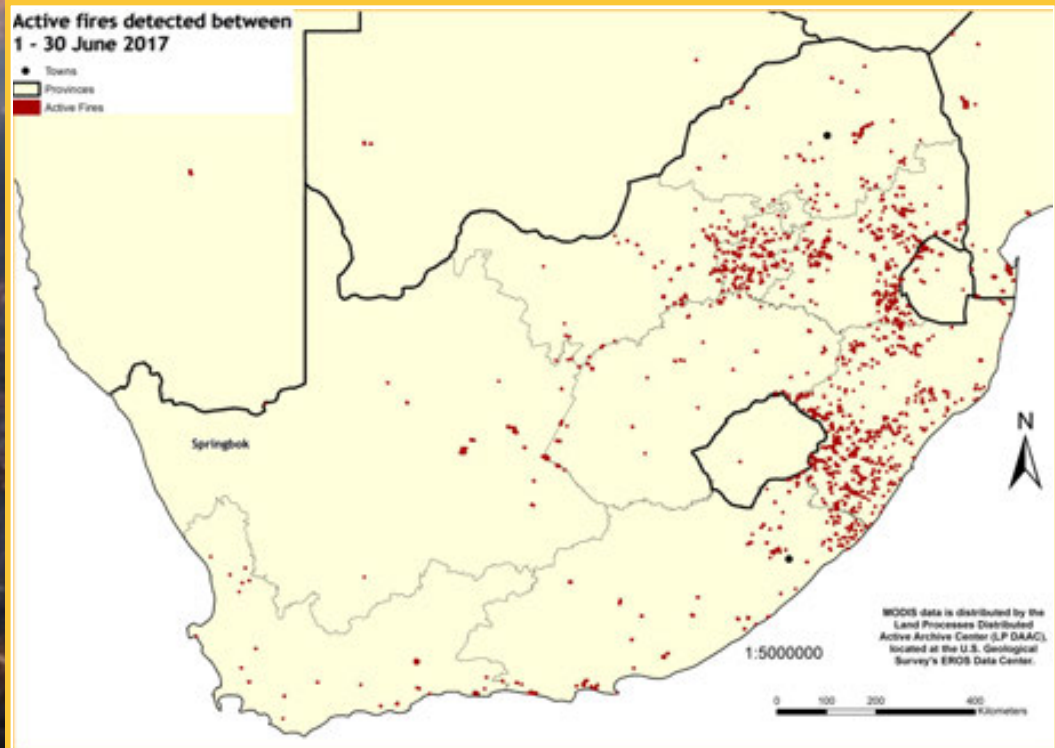 Active fires detected between
1 - 30 June 2017
Towns
Provinces
Active Fires
Springbok
N
MODIS data is distributed by the
Land Processes Distributed
Active Archive Center (LP DAAC),
located at the U.S. Geological
Survey's EROS Data Center.
1:5000000
0 100 200 400
Kilometers